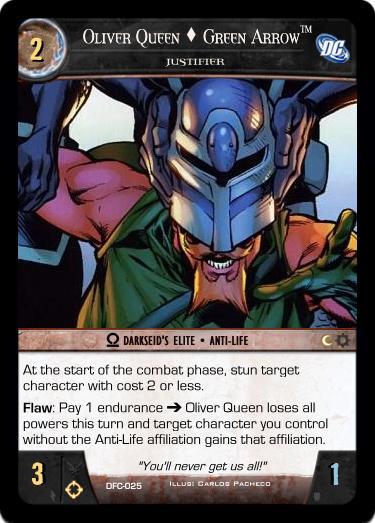 2
OLIVER QUEEN ♦ GREEN ARROW™
DC
JUSTIFIER
DARKSEID'S ELITE • ANTI-LIFE
At the start of the combat phase, stun target
character with cost 2 or less.
Flaw: Pay 1 endurance ➔ Oliver Queen loses all
powers this turn and target character you control
without the Anti-Life affiliation gains that affiliation.
3
"You'll never get us all!"
1
DFC-025
ILLUS: CARLOS PACHECO